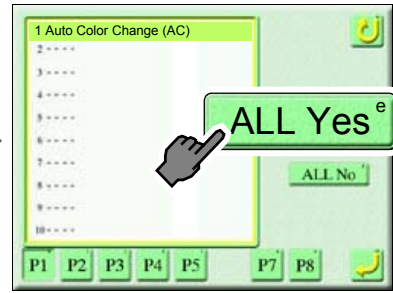 1 Auto Color Change (AC)
2 ----
3 ----
4 ----
5 ----
6 ----
7 ----
8 ----
9 ----
10 ----
ALL Yes e
ALL No
P1 P2 P3 P4 P5 P7 P8